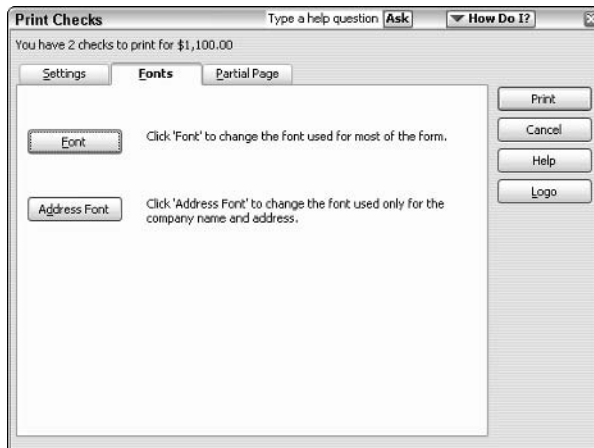 Print Checks Type a help question Ask How Do I?
You have 2 checks to print for $1,100.00
Settings Fonts Partial Page
Print
Font Click 'Font' to change the font used for most of the form.
Cancel
Help
Address Font Click 'Address Font' to change the font used only for the
company name and address.
Logo